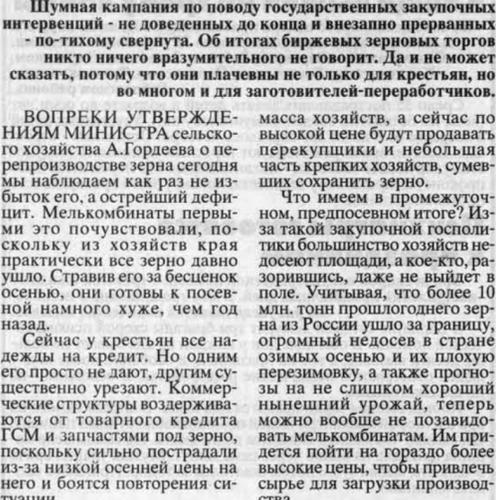 Шумная кампания по поводу государственных закупочных
интервенций - не доведенных до конца и внезапно прерванных
- по-тихому свернута. Об итогах биржевых зерновых торгов
никто ничего вразумительного не говорит. Да и не может
сказать, потому что они плачевны не только для крестьян, но
во многом и для заготовителей-переработчиков.
ВОПРЕКИ УТВЕРЖДЕ-
НИЯМ МИНИСТРА сельско-
го хозяйства А.Гордеева о пе-
репроизводстве зерна сегодня
мы наблюдаем как раз не из-
быток его, а острейший дефи-
цит. Мелькомбинаты первы-
ми это почувствовали, по-
скольку из хозяйств края
практически все зерно давно
ушло. Стравив его за бесценок
осенью, они готовы к посев-
ной намного хуже, чем год
назад.
Сейчас у крестьян все на-
дежды на кредит. Но одним
его просто не дают, другим су-
щественно урезают. Коммер-
ческие структуры воздержива-
ются от товарного кредита
ГСМ и запчастями под зерно,
поскольку сильно пострадали
из-за низкой осенней цены на
него и боятся повторения си-
туации.
масса хозяйств, а сейчас по
высокой цене будут продавать
перекупщики и небольшая
часть крепких хозяйств, сумев-
ших сохранить зерно.
Что имеем в промежуточ-
ном, предпосевном итоге? Из-
за такой закупочной госполи-
тики большинство хозяйств не-
досеют площади, а кое-кто, ра-
зорившись, даже не выйдет в
поле. Учитывая, что более 10
млн. тонн прошлогоднего зер-
на из России ушло за границу,
огромный недосев в стране
озимых осенью и их плохую
перезимовку, а также прогно-
зы на не слишком хороший
нынешний урожай, теперь
можно вообще не позавидо-
вать мелькомбинатам. Им при-
дется пойти на гораздо более
высокие цены, чтобы привлечь
сырье для загрузки производ-
ства.